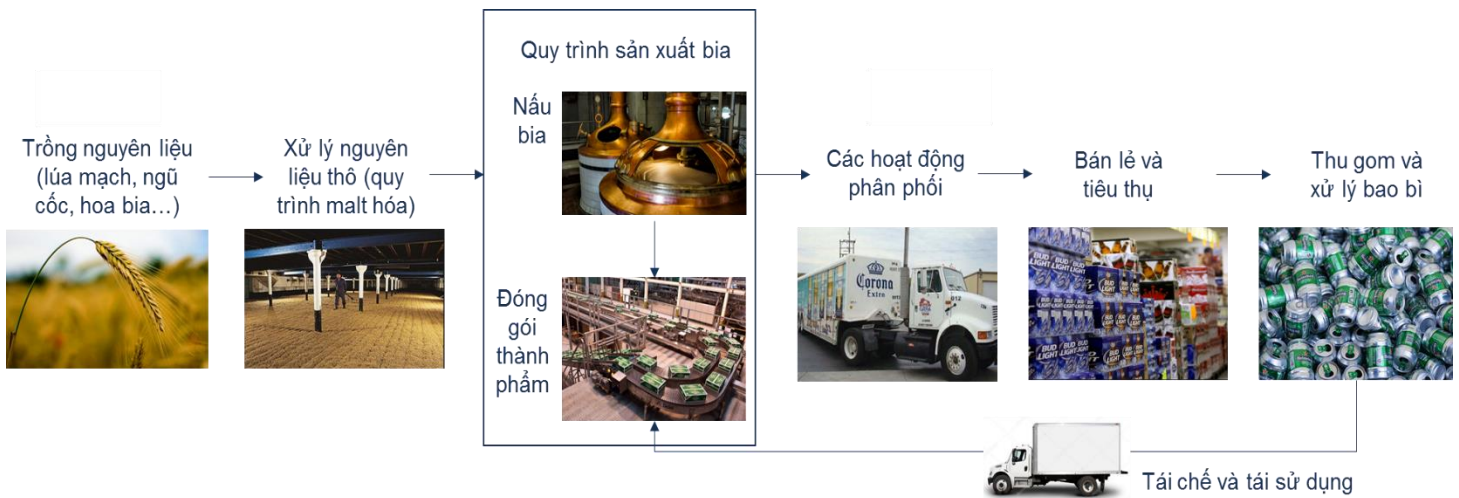 Quy trình sản xuất bia
Nấu
bia
Trồng nguyên liệu
(lúa mạch, ngũ
cốc, hoa bia…)
Xử lý nguyên
liệu thô (quy
trình malt hóa)
Các hoạt động
phân phối
Bán lẻ và
tiêu thụ
Thu gom và
xử lý bao bì
Đóng
gói
thành
phẩm
Corona
Extra
BUD
LIGHT
Tái chế và tái sử dụng